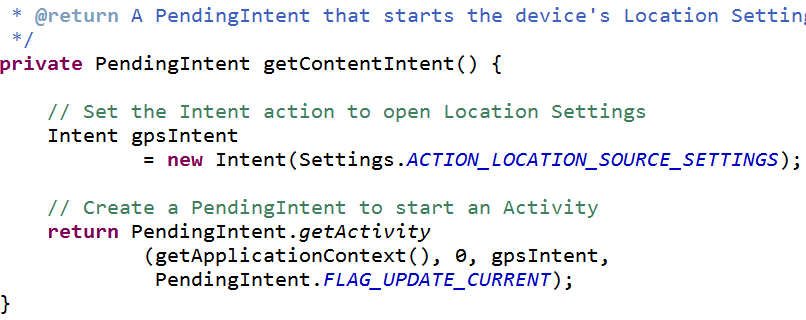 * @return A PendingIntent that starts the device's Location
*/
private PendingIntent getContentIntent() {
// Set the Intent action to open Location Settings
Intent gpsIntent
= new Intent(Settings.ACTION_LOCATION_SOURCE_SETTINGS);
// Create a PendingIntent to start an Activity
return PendingIntent.getActivity
(getApplicationContext(), 0, gpsIntent,
PendingIntent.FLAG_UPDATE_CURRENT);
}